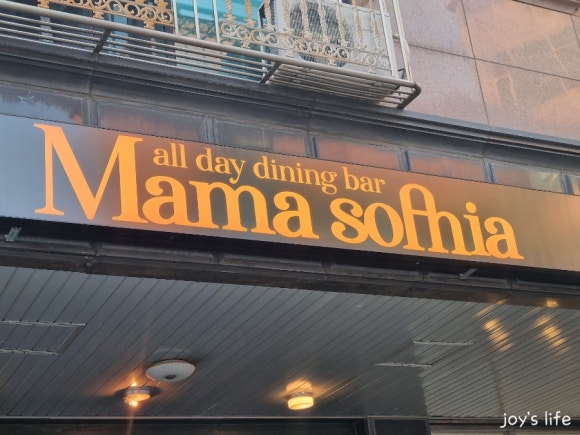 all day dining bar
Mama sofhia
joy's life